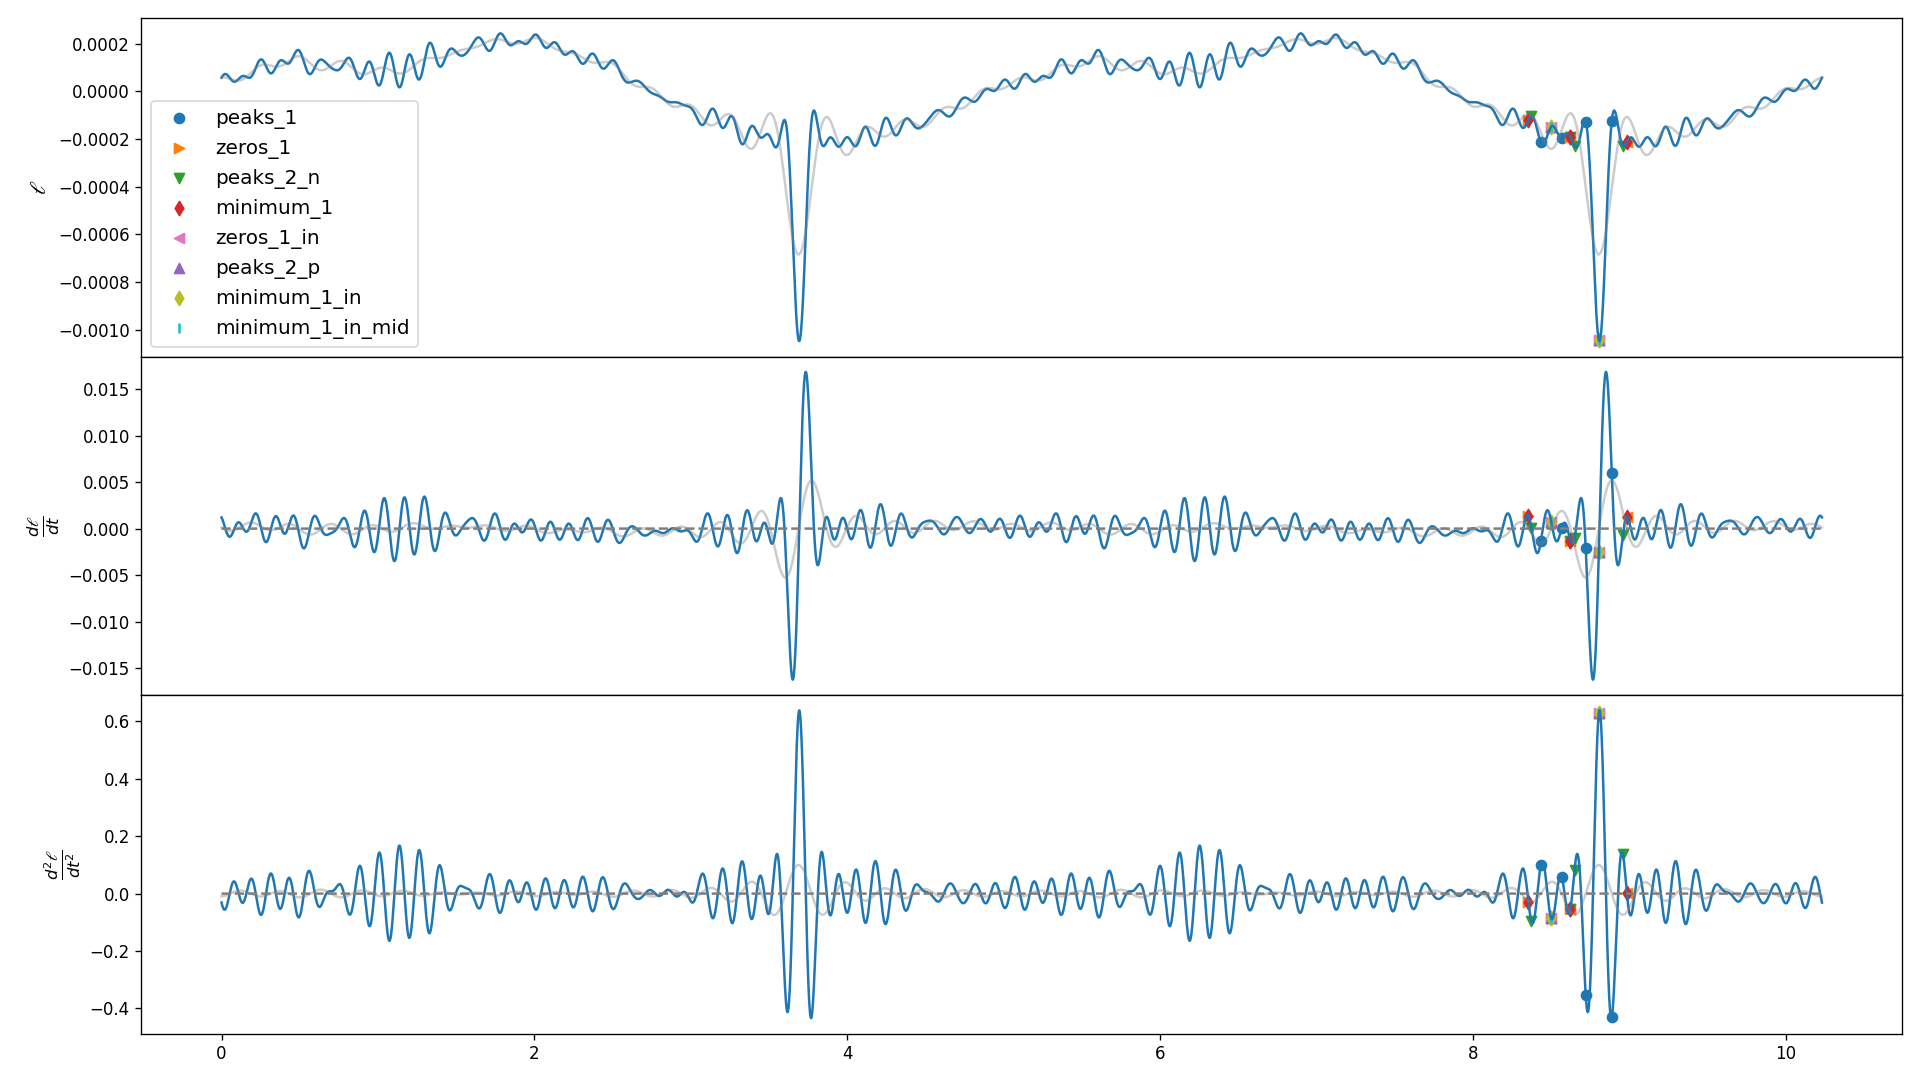 0.0002
0.0000
−0.0002
−0.0004
−0.0006
−0.0008
−0.0010
ℓ
peaks_1
zeros_1
peaks_2_n
minimum_1
zeros_1_in
peaks_2_p
minimum_1_in
minimum_1_in_mid
0.015
0.010
0.005
0.000
−0.005
−0.010
−0.015
dℓ
dt
0.6
0.4
0.2
0.0
−0.2
−0.4
d²ℓ
dt²
0 2 4 6 8 10